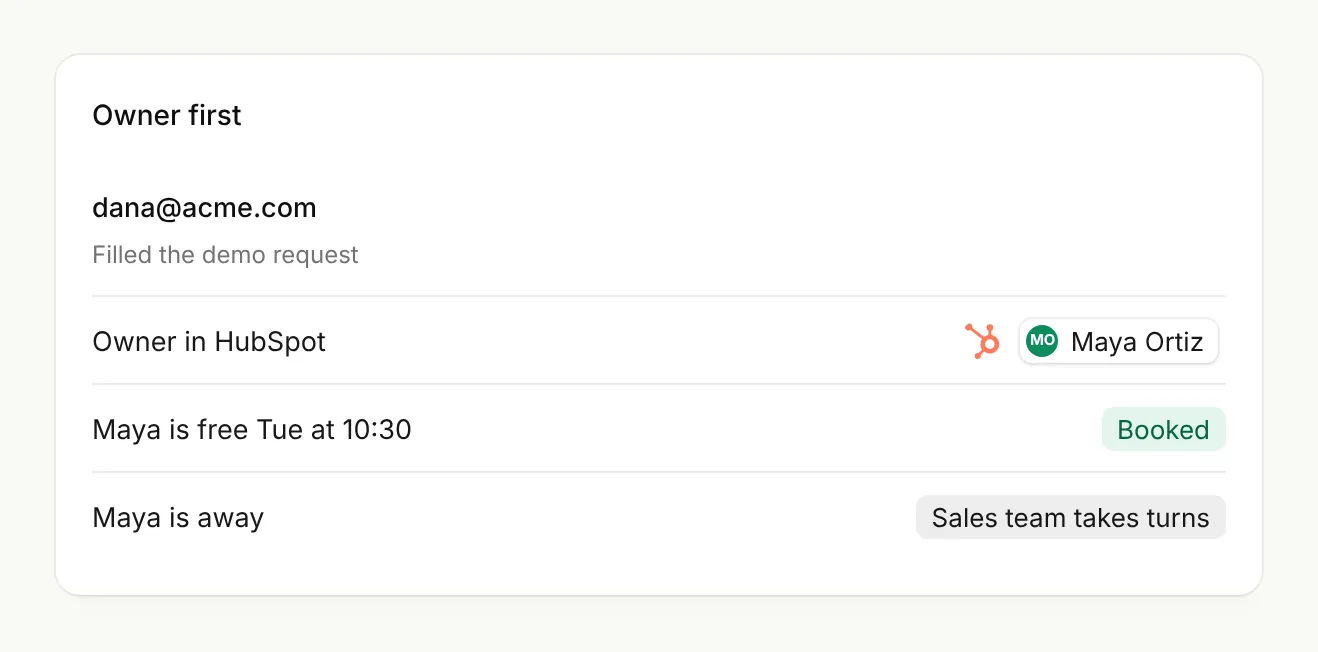 Owner first
dana@acme.com
Filled the demo request
Owner in HubSpot
MO
Maya Ortiz
Maya is free Tue at 10:30
Booked
Maya is away
Sales team takes turns